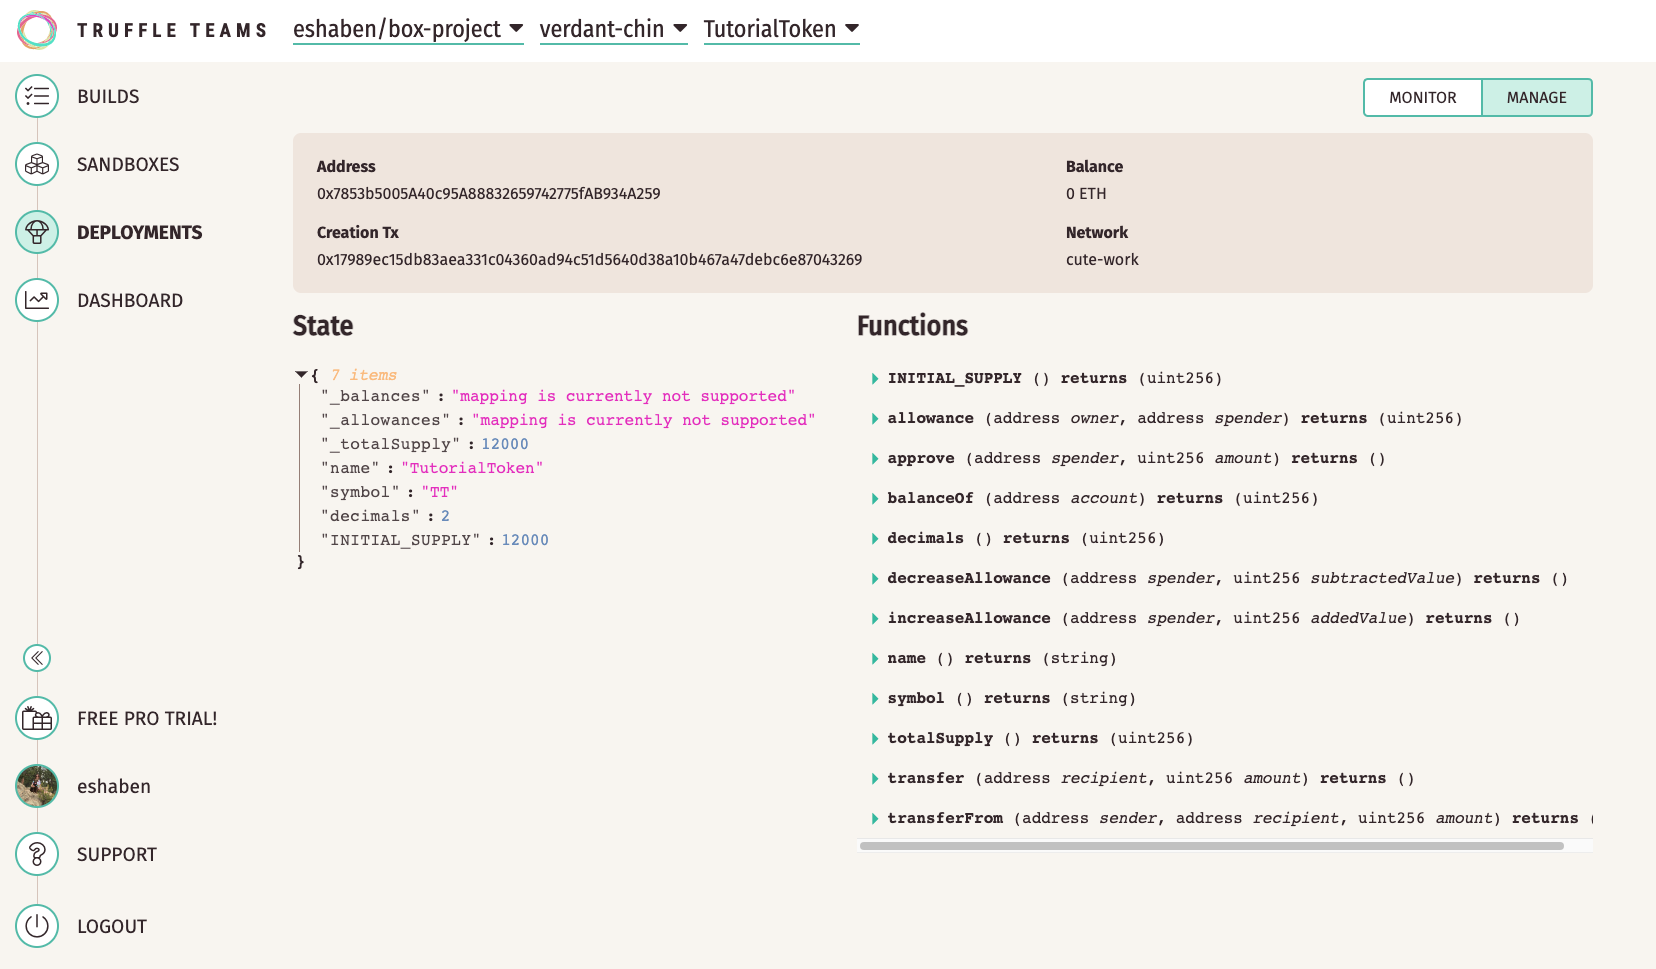 TRUFFLE TEAMS eshaben/box-project verdant-chin TutorialToken
BUILDS
SANDBOXES
DEPLOYMENTS
DASHBOARD
FREE PRO TRIAL!
eshaben
SUPPORT
LOGOUT
MONITOR MANAGE
Address
0x7853b5005A40c95A88832659742775fAB934A259
Balance
0 ETH
Creation Tx
0x17989ec15db83aea331c04360ad94c51d5640d38a10b467a47debc6e87043269
Network
cute-work
State
{ 7 items
"_balances" : "mapping is currently not supported"
"_allowances" : "mapping is currently not supported"
"_totalSupply" : 12000
"name" : "TutorialToken"
"symbol" : "TT"
"decimals" : 2
"INITIAL_SUPPLY" : 12000
}
Functions
INITIAL_SUPPLY () returns (uint256)
allowance (address owner, address spender) returns (uint256)
approve (address spender, uint256 amount) returns ()
balanceOf (address account) returns (uint256)
decimals () returns (uint256)
decreaseAllowance (address spender, uint256 subtractedValue) returns ()
increaseAllowance (address spender, uint256 addedValue) returns ()
name () returns (string)
symbol () returns (string)
totalSupply () returns (uint256)
transfer (address recipient, uint256 amount) returns ()
transferFrom (address sender, address recipient, uint256 amount) returns (